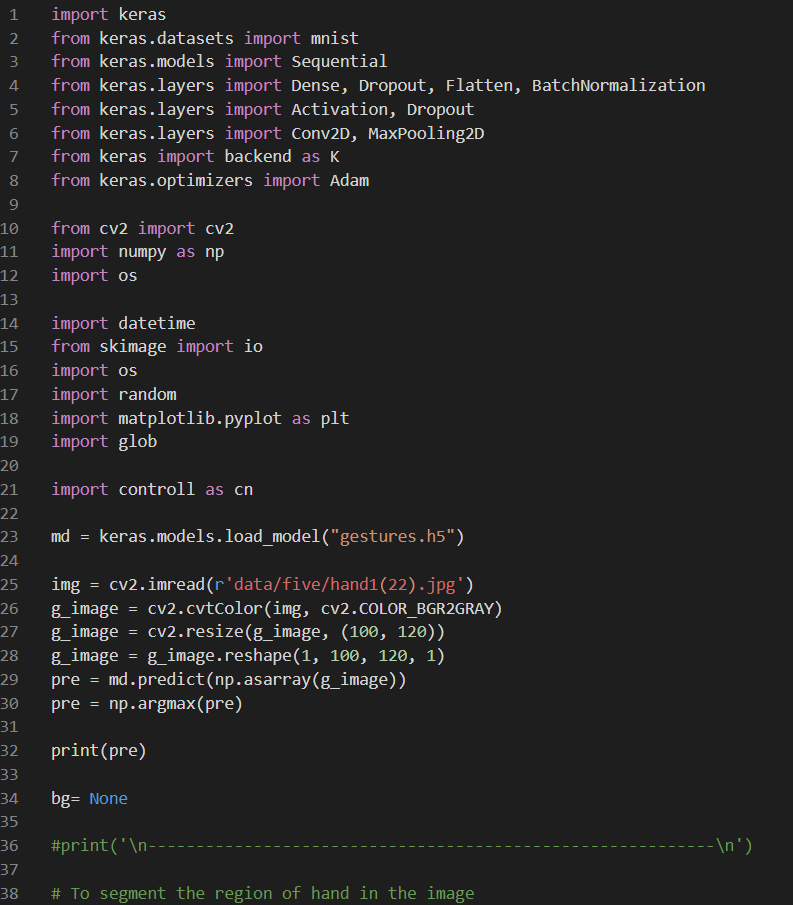 1 import keras
2 from keras.datasets import mnist
3 from keras.models import Sequential
4 from keras.layers import Dense, Dropout, Flatten, BatchNormalization
5 from keras.layers import Activation, Dropout
6 from keras.layers import Conv2D, MaxPooling2D
7 from keras import backend as K
8 from keras.optimizers import Adam
9
10 from cv2 import cv2
11 import numpy as np
12 import os
13
14 import datetime
15 from skimage import io
16 import os
17 import random
18 import matplotlib.pyplot as plt
19 import glob
20
21 import controll as cn
22
23 md = keras.models.load_model("gestures.h5")
24
25 img = cv2.imread(r'data/five/hand1(22).jpg')
26 g_image = cv2.cvtColor(img, cv2.COLOR_BGR2GRAY)
27 g_image = cv2.resize(g_image, (100, 120))
28 g_image = g_image.reshape(1, 100, 120, 1)
29 pre = md.predict(np.asarray(g_image))
30 pre = np.argmax(pre)
31
32 print(pre)
33
34 bg= None
35
36 #print('\n-----------------------------------------------------------\n')
37
38 # To segment the region of hand in the image